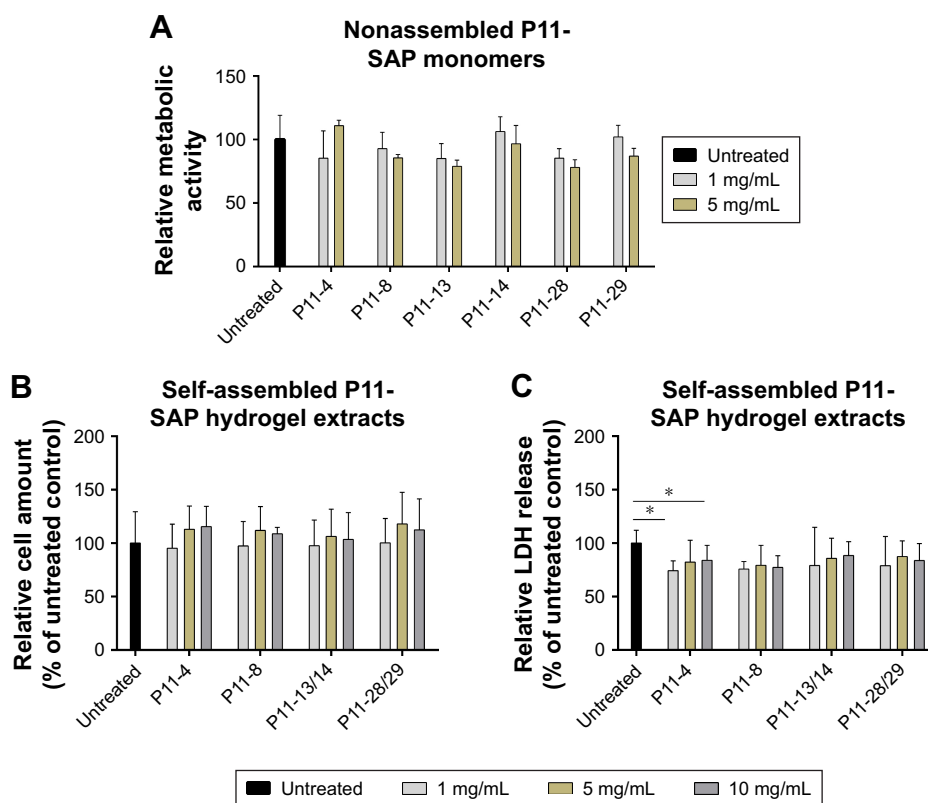 A
Nonassembled P11-
SAP monomers
Relative metabolic
activity
150
100
50
0
Untreated
P11-4
P11-8
P11-13
P11-14
P11-28
P11-29
Untreated
1 mg/mL
5 mg/mL
B
Self-assembled P11-
SAP hydrogel extracts
Relative cell amount
(% of untreated control)
200
150
100
50
0
Untreated
P11-4
P11-8
P11-13/14
P11-28/29
C
Self-assembled P11-
SAP hydrogel extracts
Relative LDH release
(% of untreated control)
200
150
100
50
0
*
*
Untreated
P11-4
P11-8
P11-13/14
P11-28/29
Untreated 1 mg/mL 5 mg/mL 10 mg/mL